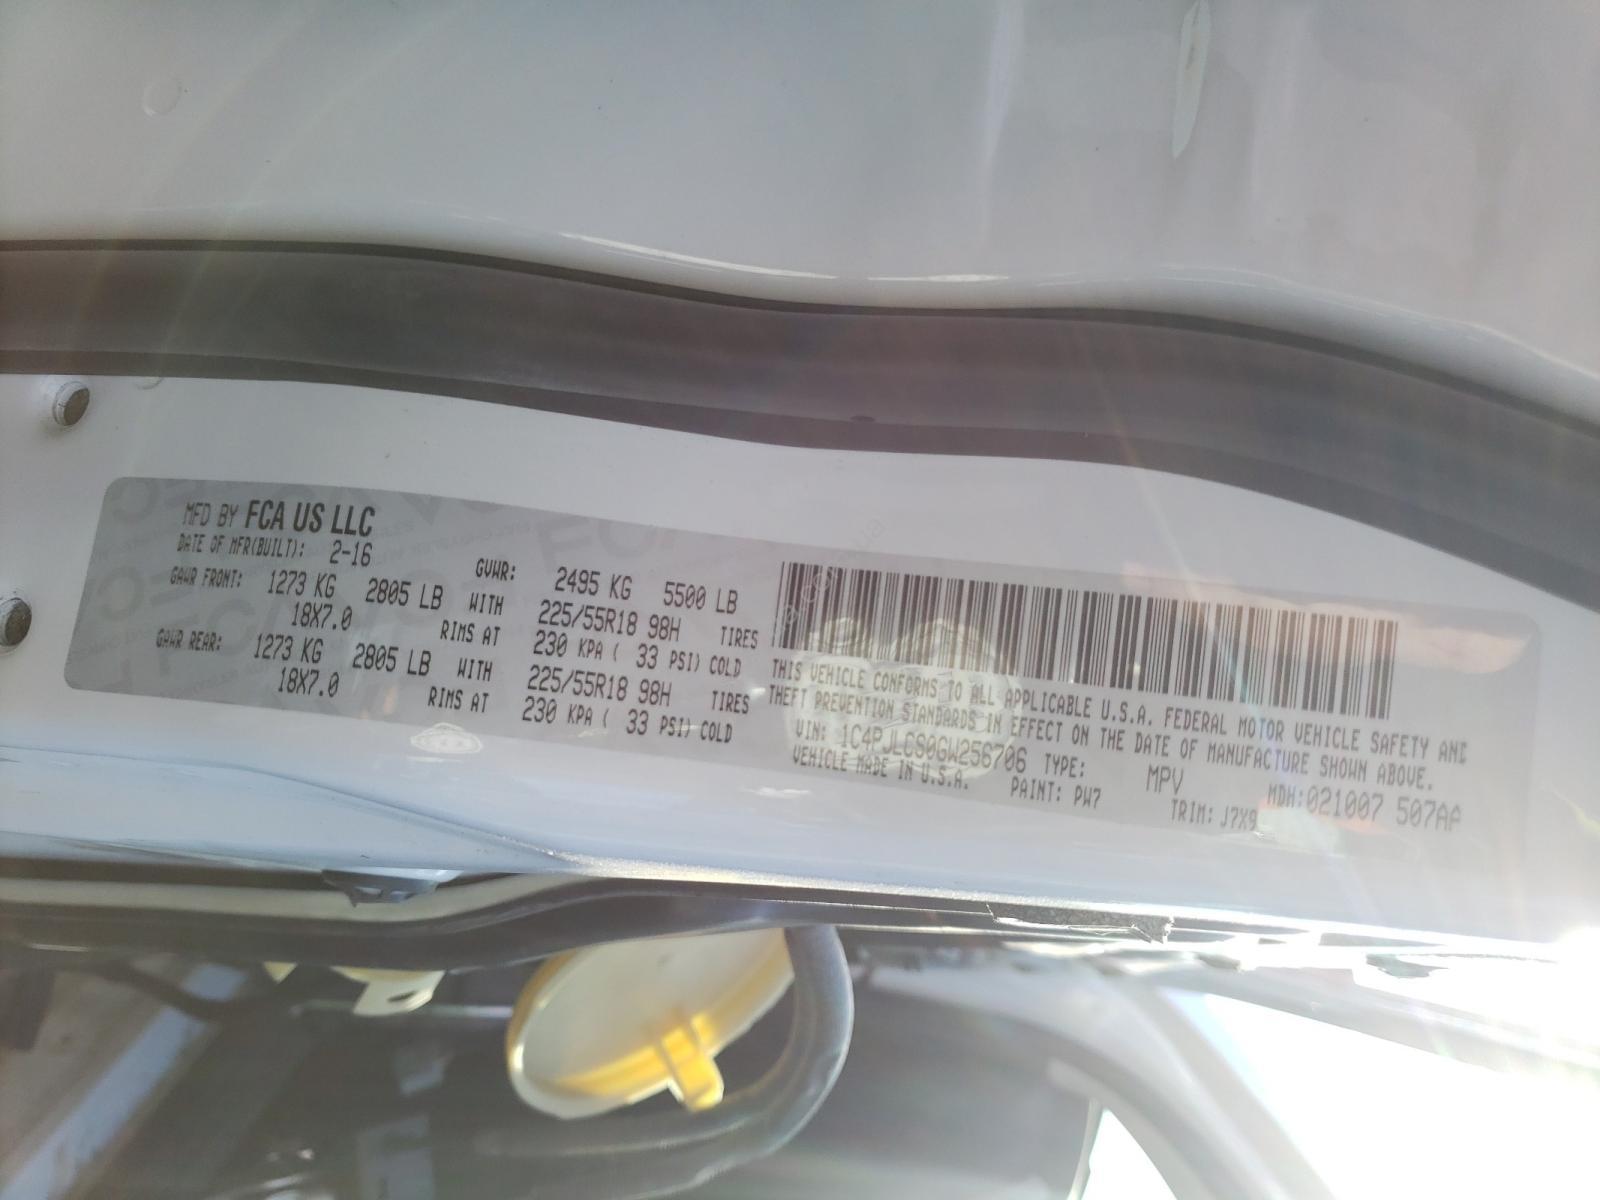 MFD BY FCA US LLC
DATE OF MFR(BUILT): 2-16 GVWR: 2495 KG 5500 LB
GAWR FRONT: 1273 KG 2805 LB WITH 225/55R18 98H TIRES
18X7.0 RIMS AT 230 KPA ( 33 PSI) COLD
GAWR REAR: 1273 KG 2805 LB WITH 225/55R18 98H TIRES
18X7.0 RIMS AT 230 KPA ( 33 PSI) COLD
THIS VEHICLE CONFORMS TO ALL APPLICABLE U.S.A. FEDERAL MOTOR VEHICLE SAFETY AND
THEFT PREVENTION STANDARDS IN EFFECT ON THE DATE OF MANUFACTURE SHOWN ABOVE.
VIN: 1C4PJLCS0GW256706 TYPE: MPV MDH:021007 507AA
VEHICLE MADE IN U.S.A. PAINT: PW7 TRIM: J7X9